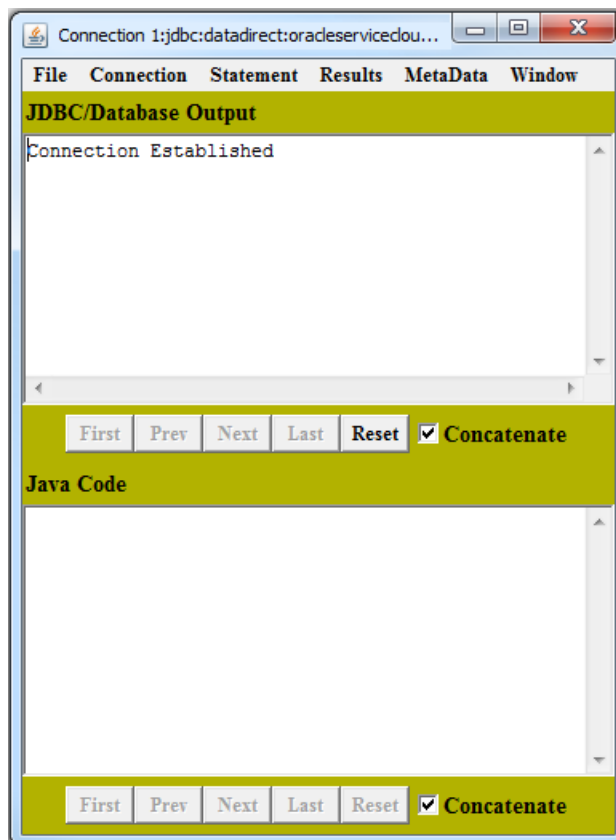 Connection 1:jdbc:datadirect:oracleserviceclou...
File Connection Statement Results MetaData Window
JDBC/Database Output
Connection Established
First Prev Next Last Reset Concatenate
Java Code
First Prev Next Last Reset Concatenate